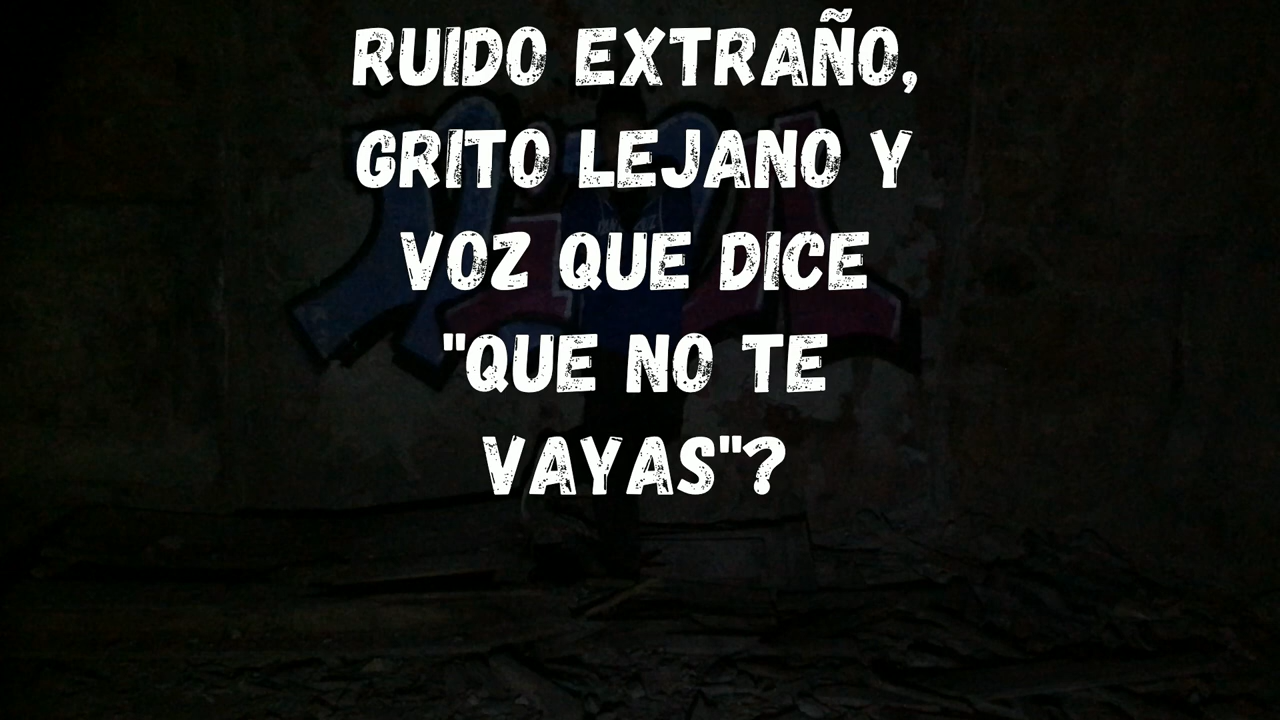 RUIDO EXTRAÑO,
GRITO LEJANO Y
VOZ QUE DICE
"QUE NO TE
VAYAS"?